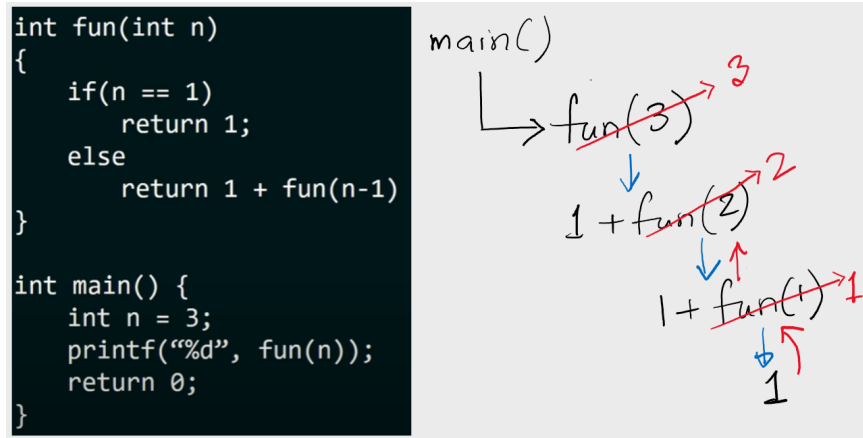 int fun(int n)
{
    if(n == 1)
        return 1;
    else
        return 1 + fun(n-1)
}
int main() {
    int n = 3;
    printf(“%d”, fun(n));
    return 0;
}
main()
fun(3) 3
1 + fun(2) 2
1 + fun(1) 1
1